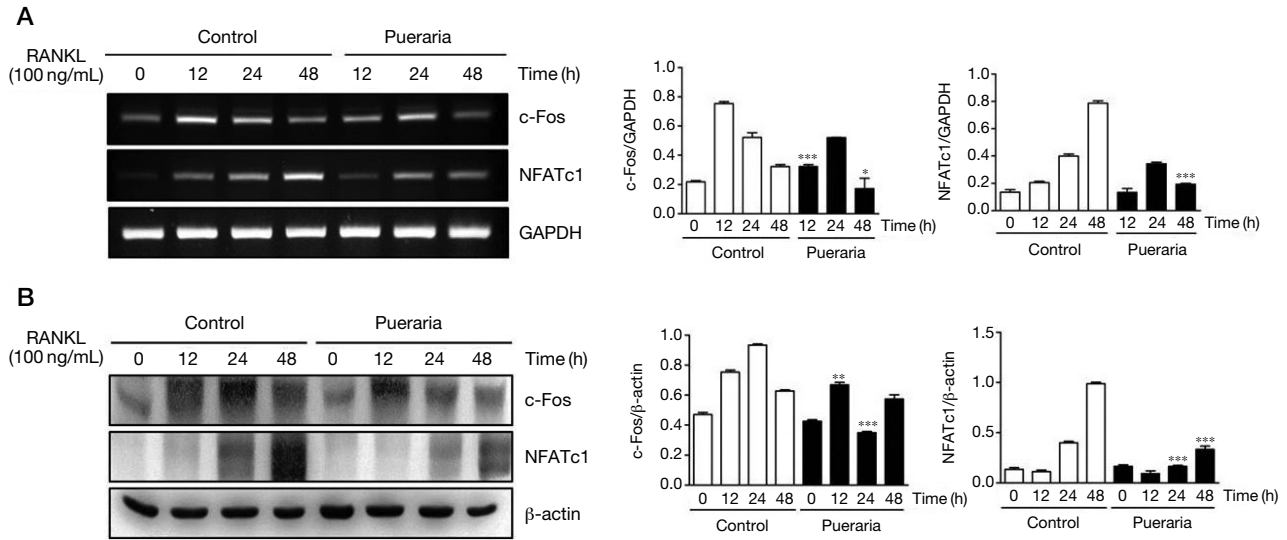 A
Control Pueraria
RANKL
(100 ng/mL) 0 12 24 48 12 24 48 Time (h)
c-Fos
NFATc1
GAPDH
c-Fos/GAPDH
1.0
0.8
0.6
0.4
0.2
0.0
***
*
0 12 24 48 12 24 48 Time (h)
Control Pueraria
NFATc1/GAPDH
1.0
0.8
0.6
0.4
0.2
0.0
***
0 12 24 48 12 24 48 Time (h)
Control Pueraria
B
Control Pueraria
RANKL
(100 ng/mL) 0 12 24 48 0 12 24 48 Time (h)
c-Fos
NFATc1
β-actin
c-Fos/β-actin
1.0
0.8
0.6
0.4
0.2
0.0
**
***
0 12 24 48 0 12 24 48 Time (h)
Control Pueraria
NFATc1/β-actin
1.5
1.0
0.5
0.0
***
***
0 12 24 48 0 12 24 48 Time (h)
Control Pueraria